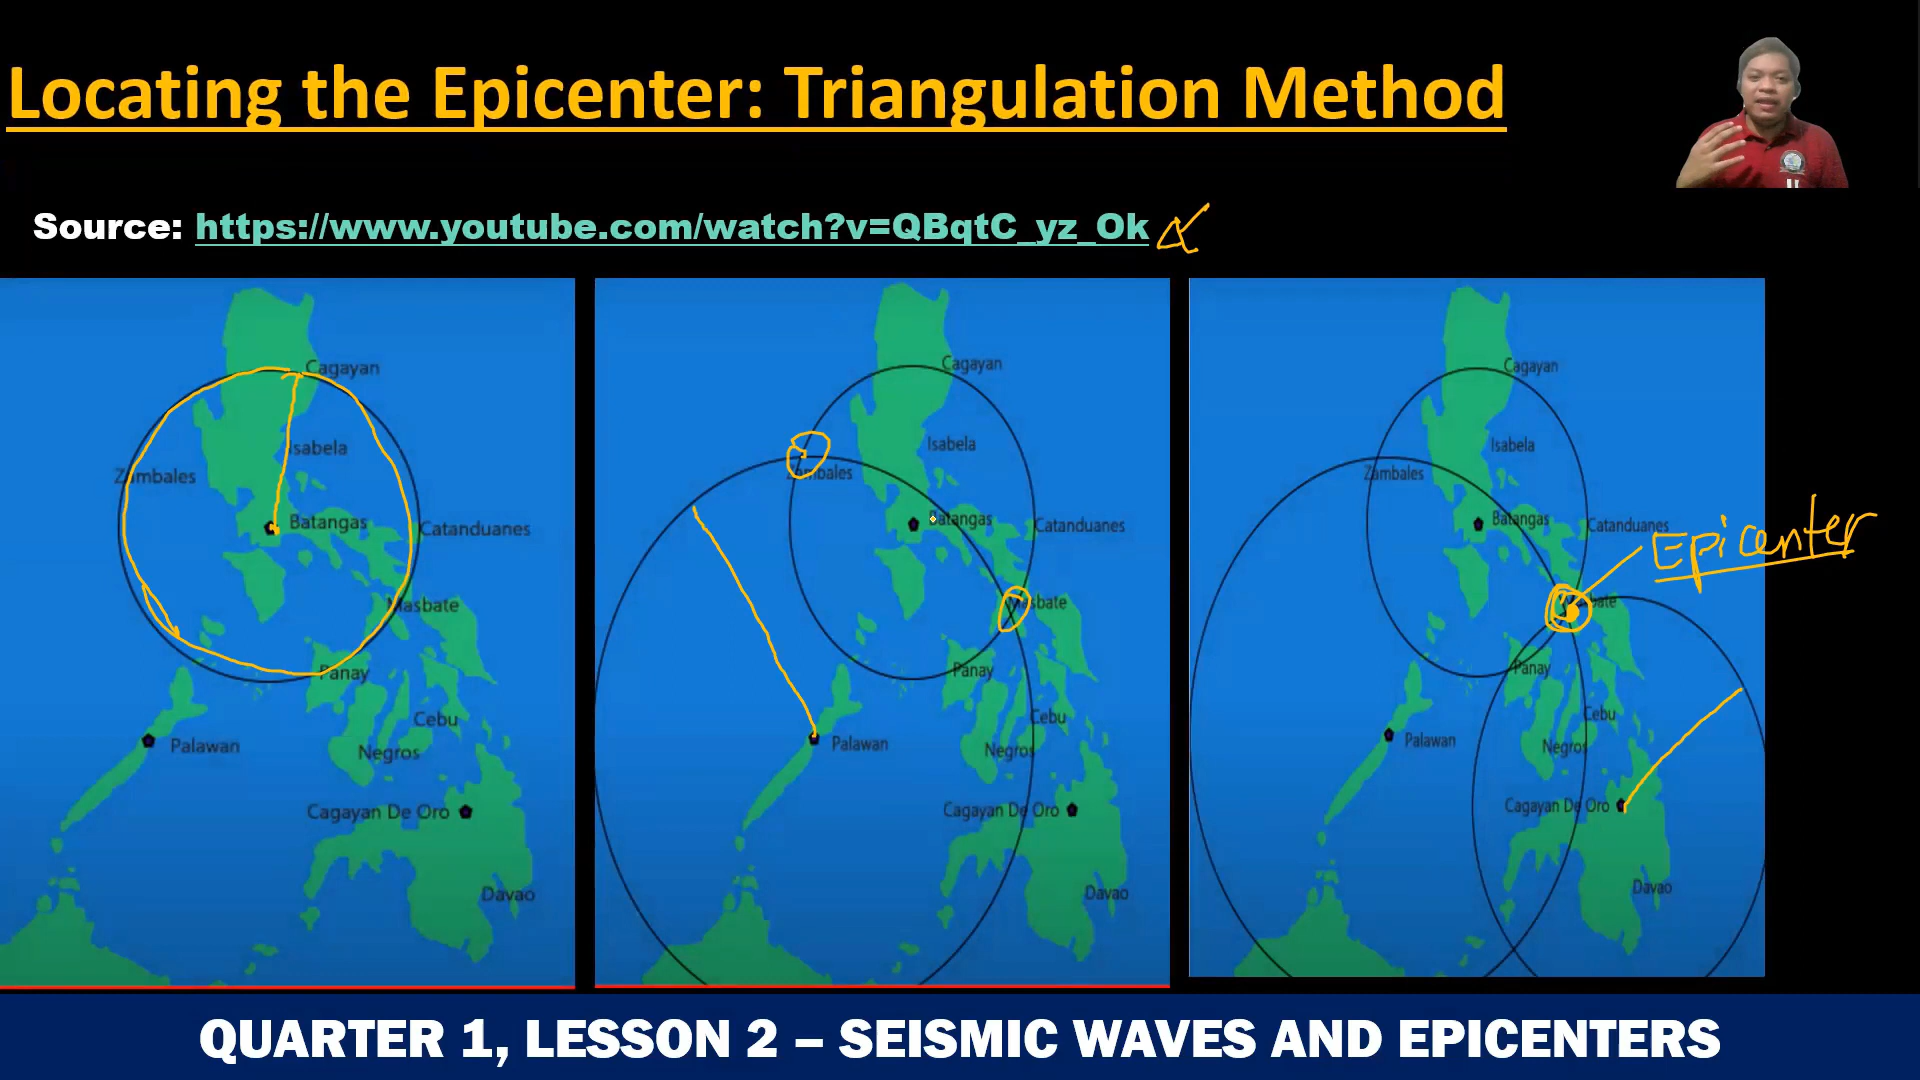 Locating the Epicenter: Triangulation Method
Source: https://www.youtube.com/watch?v=QBqtC_yz_Ok
Cagayan
Isabela
Zambales
Batangas
Catanduanes
Masbate
Panay
Cebu
Palawan
Negros
Cagayan De Oro
Davao
Cagayan
Isabela
Zambales
Batangas
Catanduanes
Masbate
Panay
Cebu
Palawan
Negros
Cagayan De Oro
Davao
Cagayan
Isabela
Zambales
Batangas
Catanduanes
Epicenter
Panay
Cebu
Palawan
Negros
Cagayan De Oro
Davao
QUARTER 1, LESSON 2 – SEISMIC WAVES AND EPICENTERS